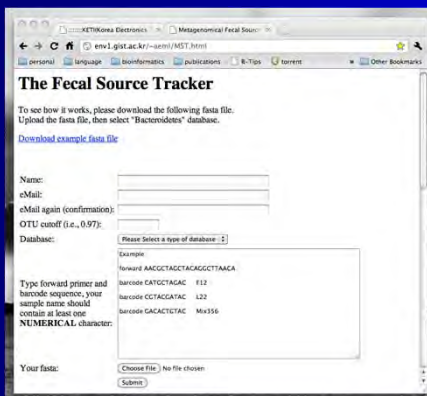 ::::::KETI(Korea Electronics
Metagenomical Fecal Sourc
env1.gist.ac.kr/~aeml/MST.html
personal
language
bioinformatics
publications
B-Tips
torrent
»
Other Bookmarks
The Fecal Source Tracker
To see how it works, please download the following fasta file.
Upload the fasta file, then select "Bacteroidetes" database.
Download example fasta file
Name:
eMail:
eMail again (confirmation):
OTU cutoff (i.e., 0.97):
Database:
Please Select a type of database
Type forward primer and
barcode sequence, your
sample name should
contain at least one
NUMERICAL character:
Example
forward AACGCTAGCTACAGGCTTAACA
barcode CATGCTAGAC F12
barcode CGTACGATAC L22
barcode GACACTGTAC Mix356
Your fasta:
Choose File No file chosen
Submit